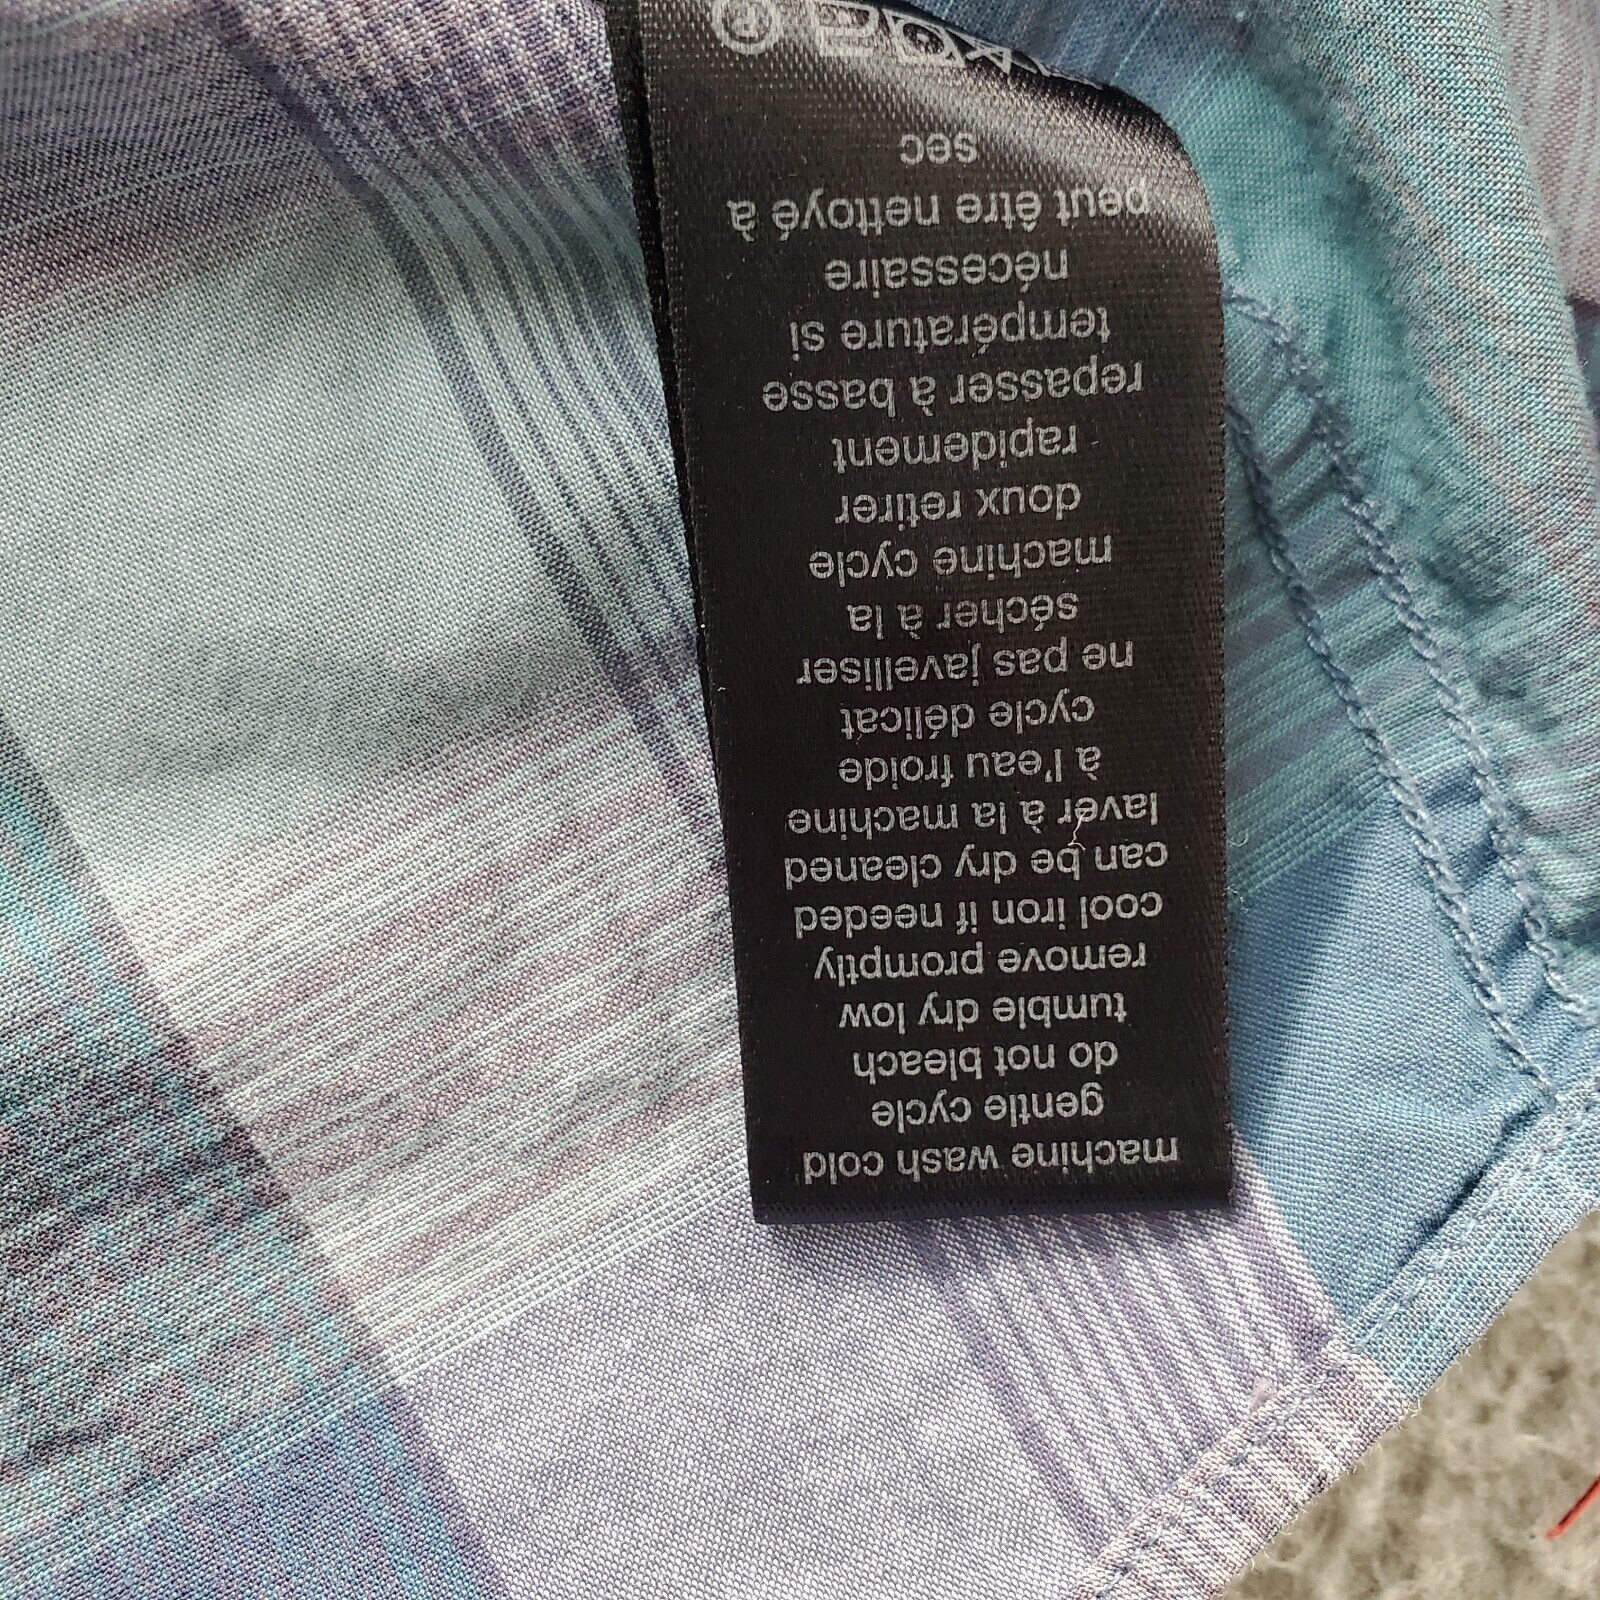 machine wash cold
gentle cycle
do not bleach
tumble dry low
remove promptly
cool iron if needed
can be dry cleaned
laver à la machine
à l'eau froide
cycle délicat
ne pas javelliser
sécher à la
machine cycle
doux retirer
rapidement
repasser à basse
température si
nécessaire
peut être nettoyé à
sec
P